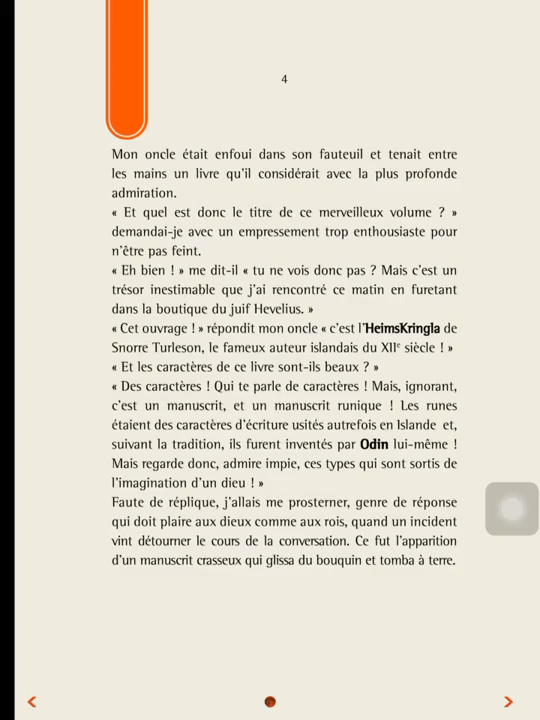 4
Mon oncle était enfoui dans son fauteuil et tenait entre
les mains un livre qu'il considérait avec la plus profonde
admiration.
« Et quel est donc le titre de ce merveilleux volume ? »
demandai-je avec un empressement trop enthousiaste pour
n'être pas feint.
« Eh bien ! » me dit-il « tu ne vois donc pas ? Mais c'est un
trésor inestimable que j'ai rencontré ce matin en furetant
dans la boutique du juif Hevelius. »
« Cet ouvrage ! » répondit mon oncle « c'est l'HeimsKringla de
Snorre Turleson, le fameux auteur islandais du XIIe siècle ! »
« Et les caractères de ce livre sont-ils beaux ? »
« Des caractères ! Qui te parle de caractères ! Mais, ignorant,
c'est un manuscrit, et un manuscrit runique ! Les runes
étaient des caractères d'écriture usités autrefois en Islande et,
suivant la tradition, ils furent inventés par Odin lui-même !
Mais regarde donc, admire impie, ces types qui sont sortis de
l'imagination d'un dieu ! »
Faute de réplique, j'allais me prosterner, genre de réponse
qui doit plaire aux dieux comme aux rois, quand un incident
vint détourner le cours de la conversation. Ce fut l'apparition
d'un manuscrit crasseux qui glissa du bouquin et tomba à terre.